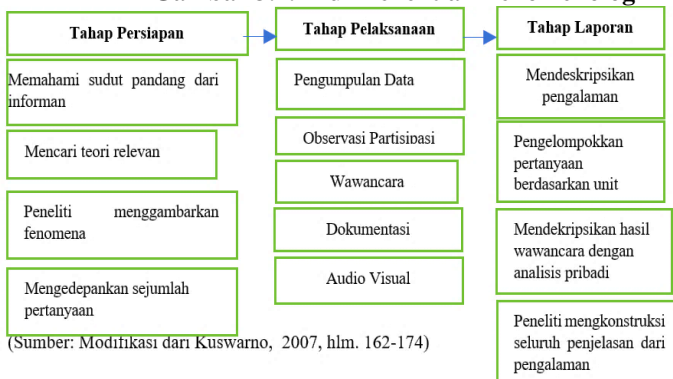 Tahap Persiapan
Memahami sudut pandang dari
informan
Mencari teori relevan
Peneliti menggambarkan
fenomena
Mengedepankan sejumlah
pertanyaan
Tahap Pelaksanaan
Pengumpulan Data
Observasi Partisipasi
Wawancara
Dokumentasi
Audio Visual
Tahap Laporan
Mendeskripsikan
pengalaman
Pengelompokkan
pertanyaan
berdasarkan unit
Mendekripsikan hasil
wawancara dengan
analisis pribadi
Peneliti mengkonstruksi
seluruh penjelasan dari
pengalaman
(Sumber: Modifikasi dari Kuswarno, 2007, hlm. 162-174)